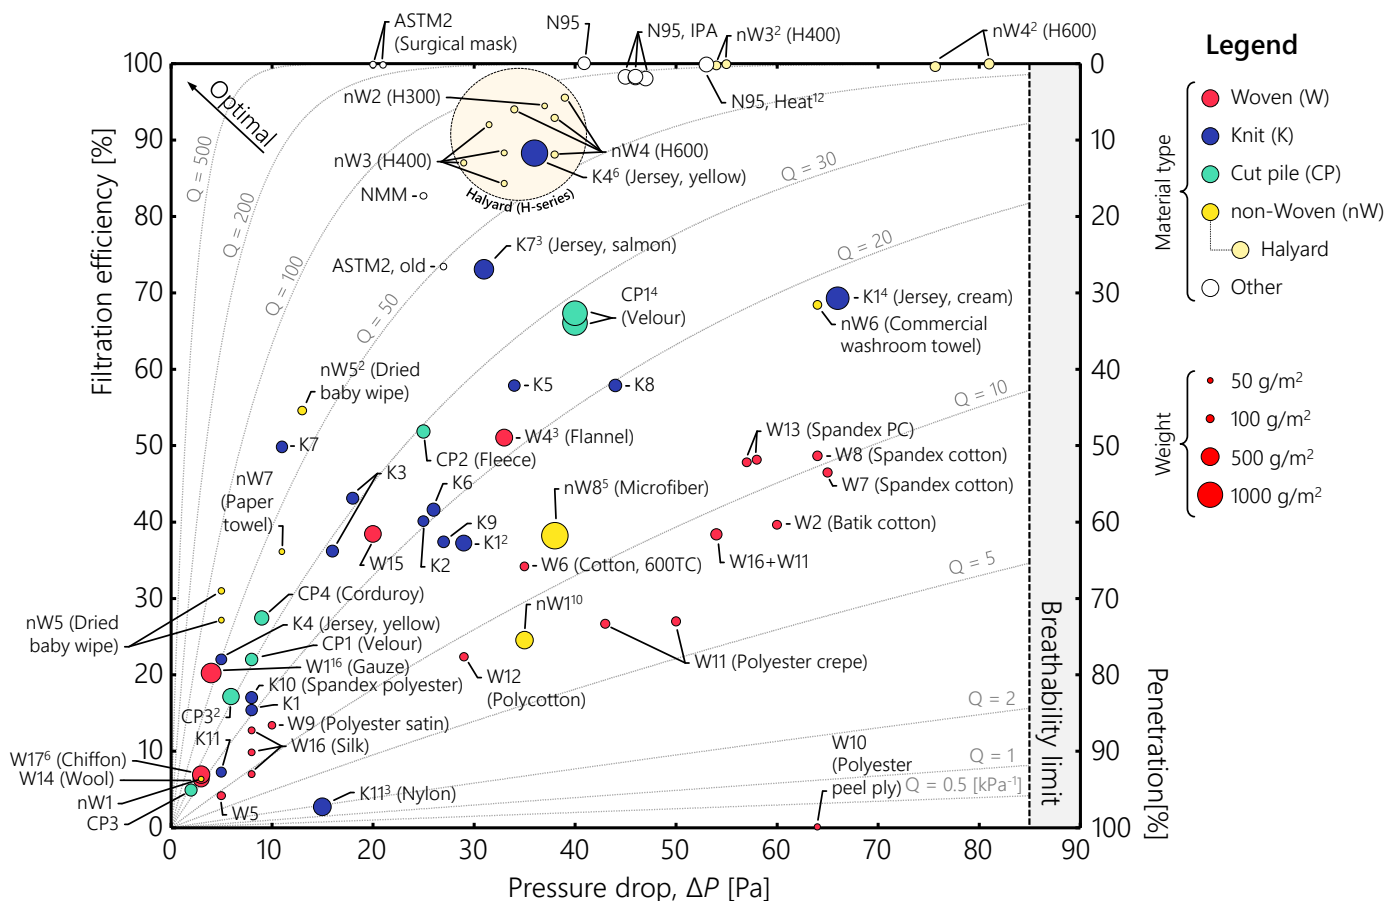 ASTM2
(Surgical mask)
N95
N95, IPA
nW3² (H400)
nW4² (H600)
Legend
100
0
Optimal
nW2 (H300)
N95, Heat¹²
Woven (W)
Knit (K)
Cut pile (CP)
non-Woven (nW)
Halyard
Other
Material type
90
10
Q = 500
Q = 200
Q = 100
Q = 50
Q = 30
Q = 20
Q = 10
Q = 5
Q = 2
Q = 1
Q = 0.5 [kPa⁻¹]
nW3 (H400)
nW4 (H600)
K4⁶ (Jersey, yellow)
NMM
Halyard (H-series)
80
20
K7³ (Jersey, salmon)
ASTM2, old
70
30
CP1⁴
(Velour)
K1⁴ (Jersey, cream)
nW6 (Commercial
washroom towel)
60
40
nW5² (Dried
baby wipe)
K5
K8
50 g/m²
100 g/m²
500 g/m²
1000 g/m²
Weight
50
50
K7
W4³ (Flannel)
CP2 (Fleece)
W13 (Spandex PC)
W8 (Spandex cotton)
W7 (Spandex cotton)
nW7
(Paper
towel)
K3
K6
nW8⁵ (Microfiber)
40
60
K9
K1²
K2
W15
W2 (Batik cotton)
W16+W11
W6 (Cotton, 600TC)
30
70
nW5 (Dried
baby wipe)
CP4 (Corduroy)
K4 (Jersey, yellow)
CP1 (Velour)
W1¹⁶ (Gauze)
nW1¹⁰
W11 (Polyester crepe)
W12
(Polycotton)
20
80
K10 (Spandex polyester)
K1
CP3²
W9 (Polyester satin)
W16 (Silk)
K11
10
90
W17⁶ (Chiffon)
W14 (Wool)
nW1
CP3
W5
K11³ (Nylon)
W10
(Polyester
peel ply)
0
100
Filtration efficiency [%]
Breathability limit
Penetration[%]
0
10
20
30
40
50
60
70
80
90
Pressure drop, ΔP [Pa]